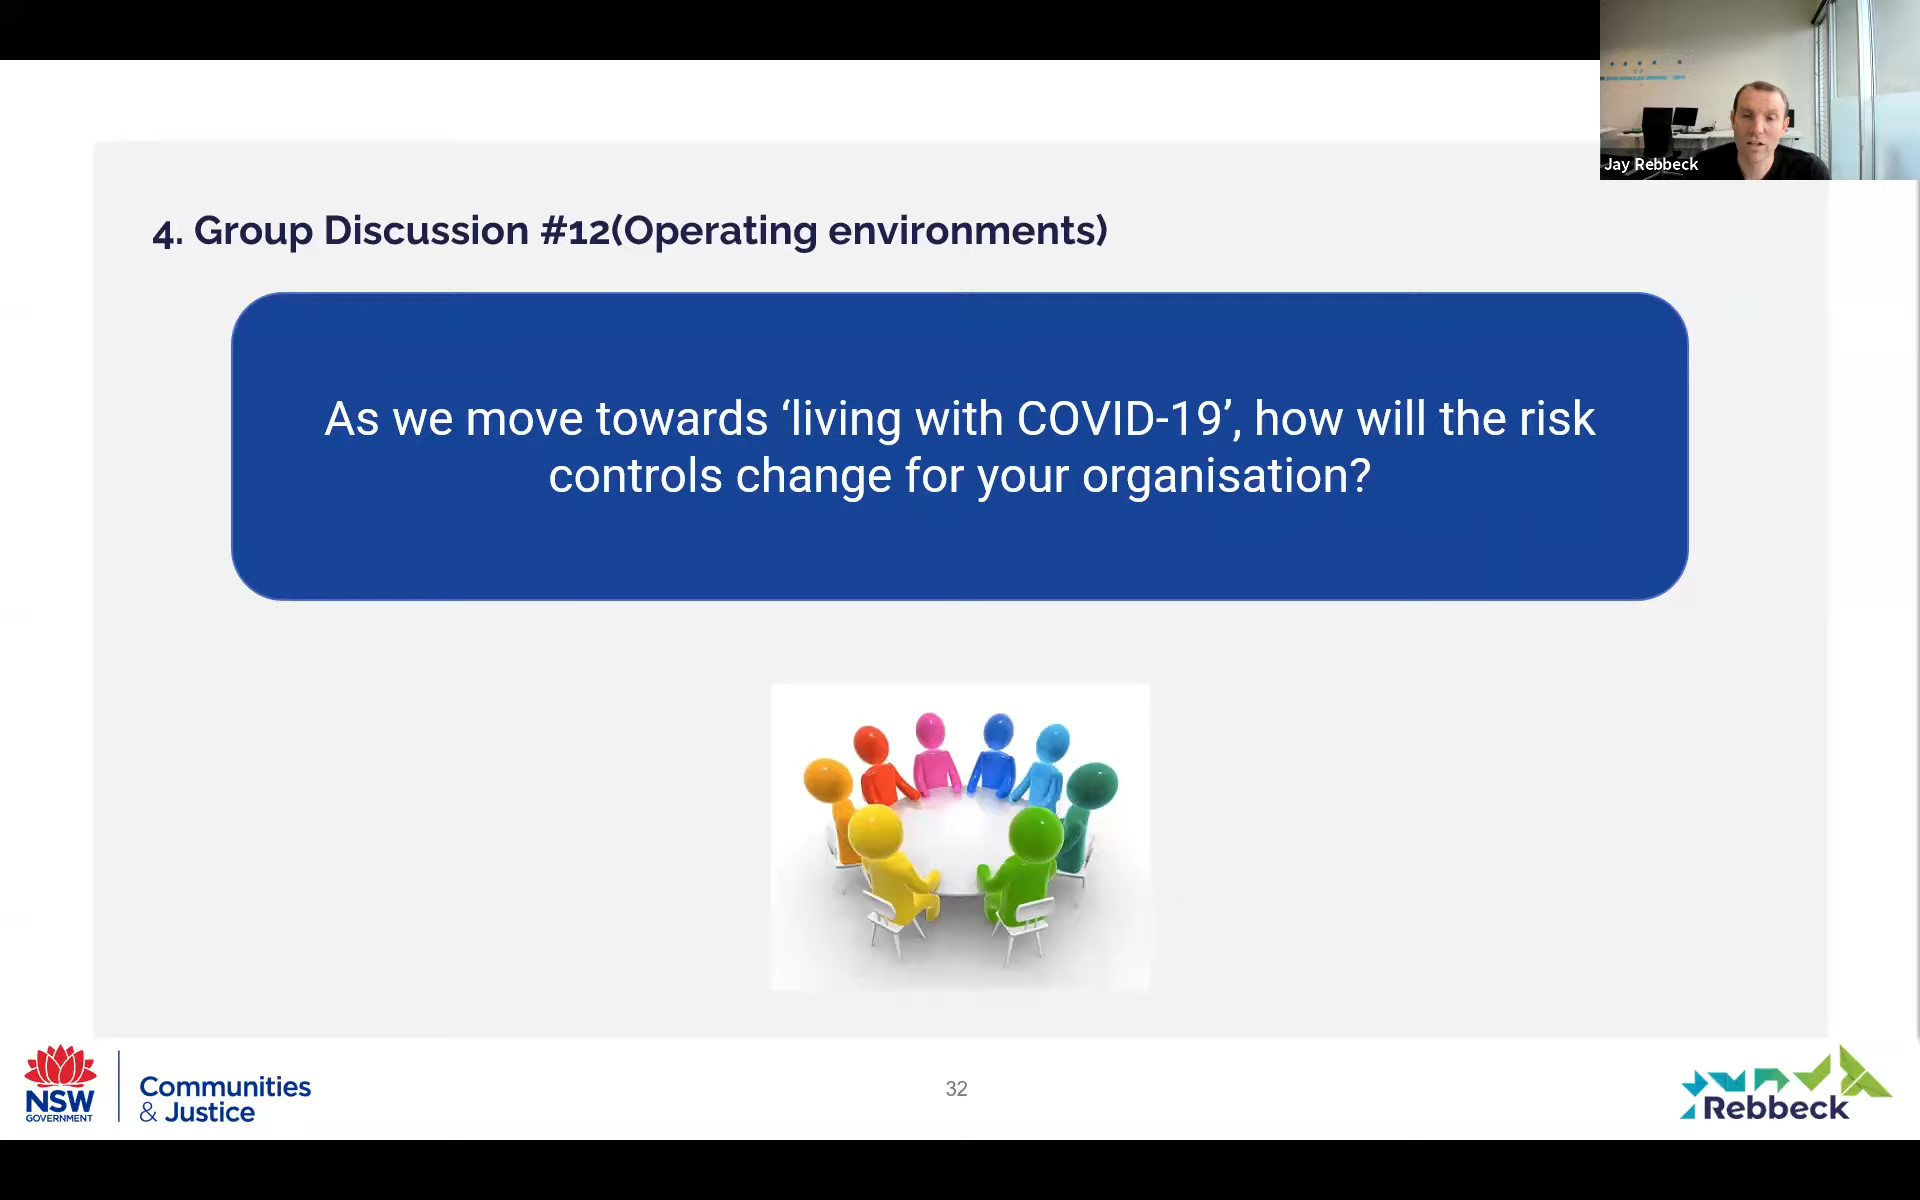 Jay Rebbeck
4. Group Discussion #12(Operating environments)
As we move towards ‘living with COVID-19’, how will the risk
controls change for your organisation?
NSW
GOVERNMENT
Communities
& Justice
32
Rebbeck